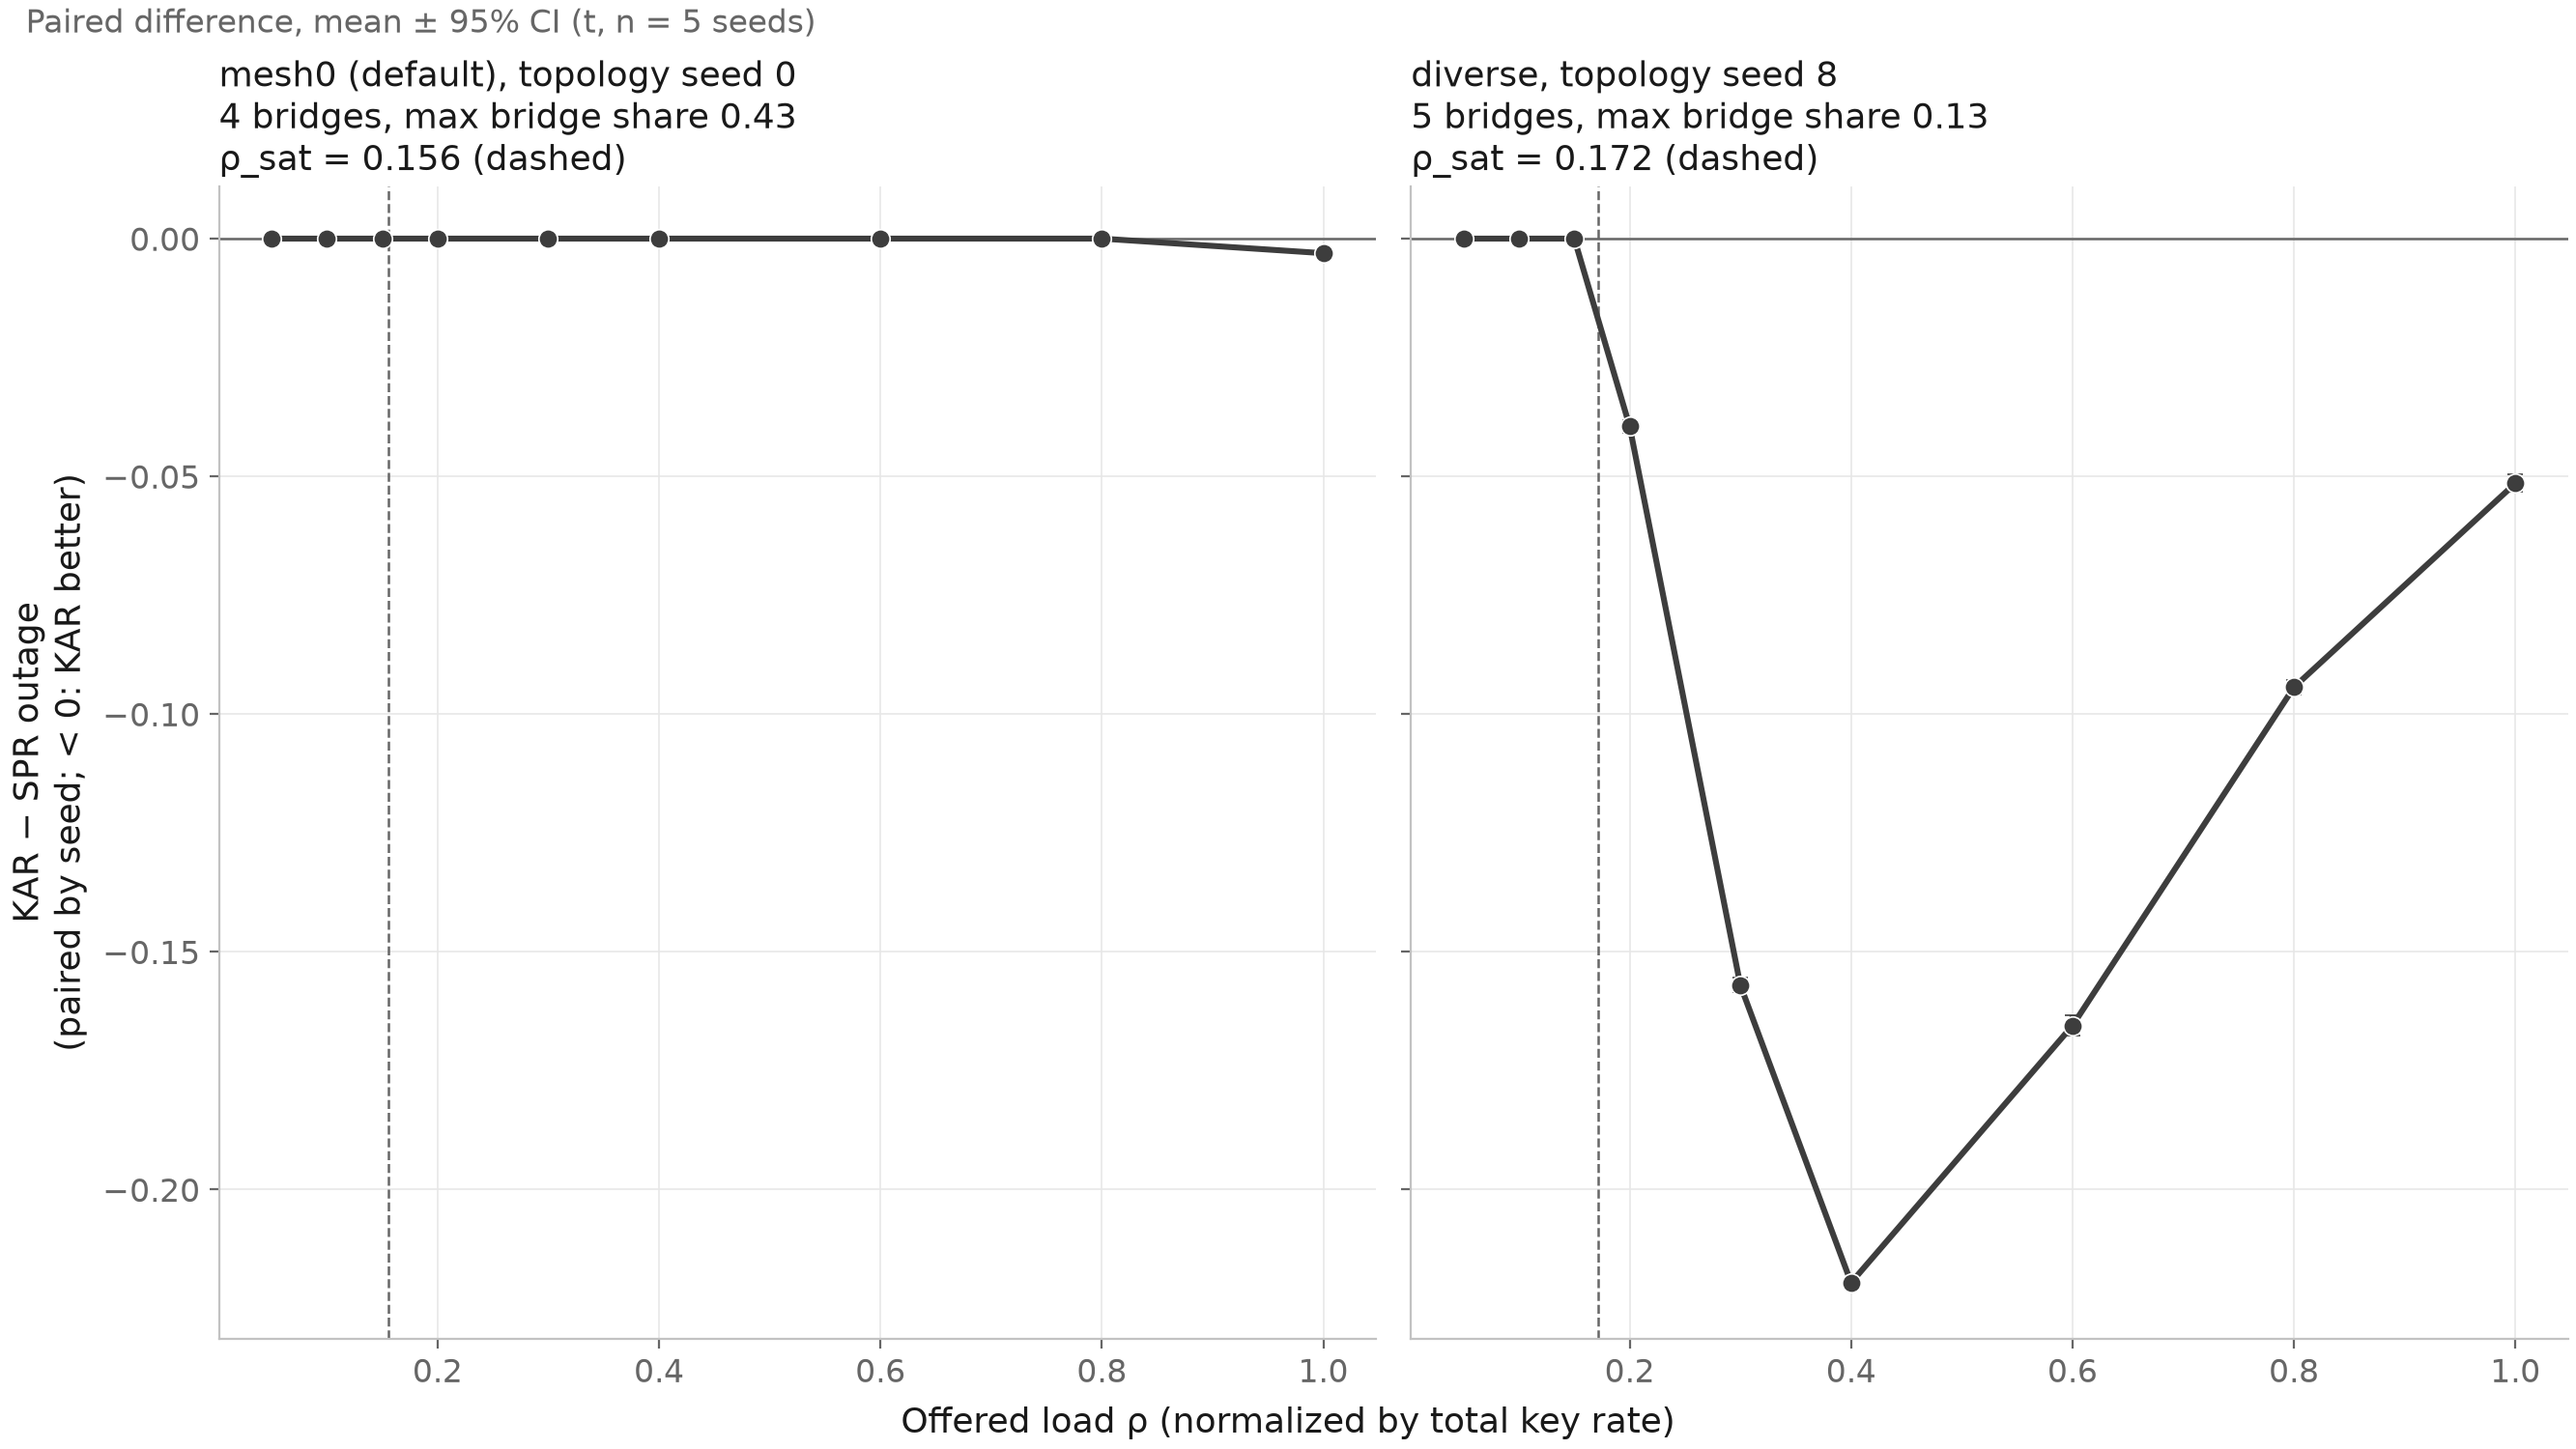 Paired difference, mean ± 95% CI (t, n = 5 seeds)
mesh0 (default), topology seed 0
4 bridges, max bridge share 0.43
ρ_sat = 0.156 (dashed)
diverse, topology seed 8
5 bridges, max bridge share 0.13
ρ_sat = 0.172 (dashed)
KAR − SPR outage
(paired by seed; < 0: KAR better)
0.00
−0.05
−0.10
−0.15
−0.20
0.2 0.4 0.6 0.8 1.0
0.2 0.4 0.6 0.8 1.0
Offered load ρ (normalized by total key rate)